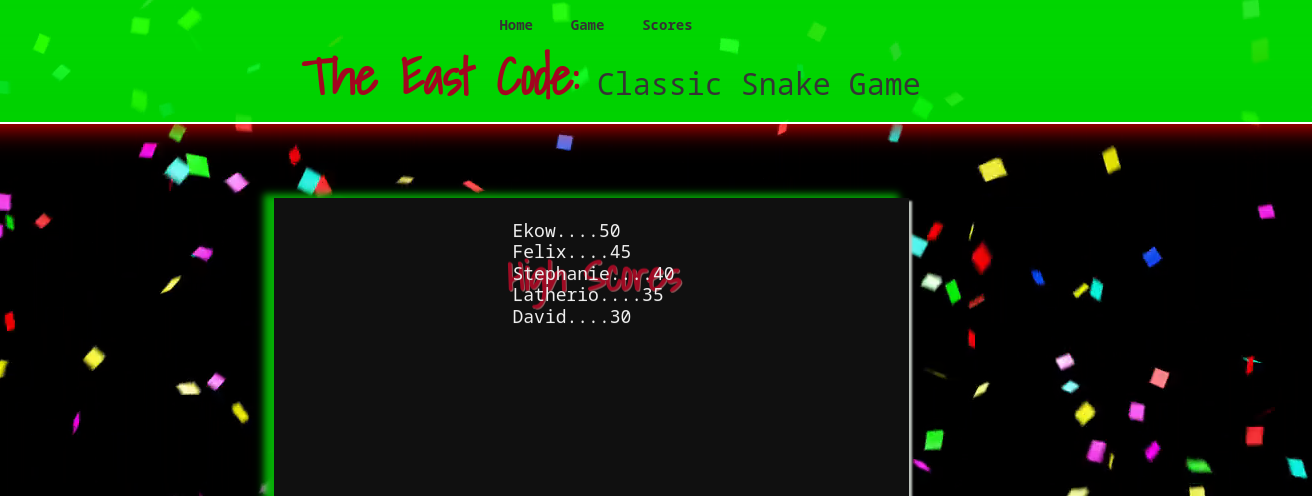 Home Game Scores
The East Code: Classic Snake Game
Ekow....50
Felix....45
High Scores
Stephanie....40
Latherio....35
David....30